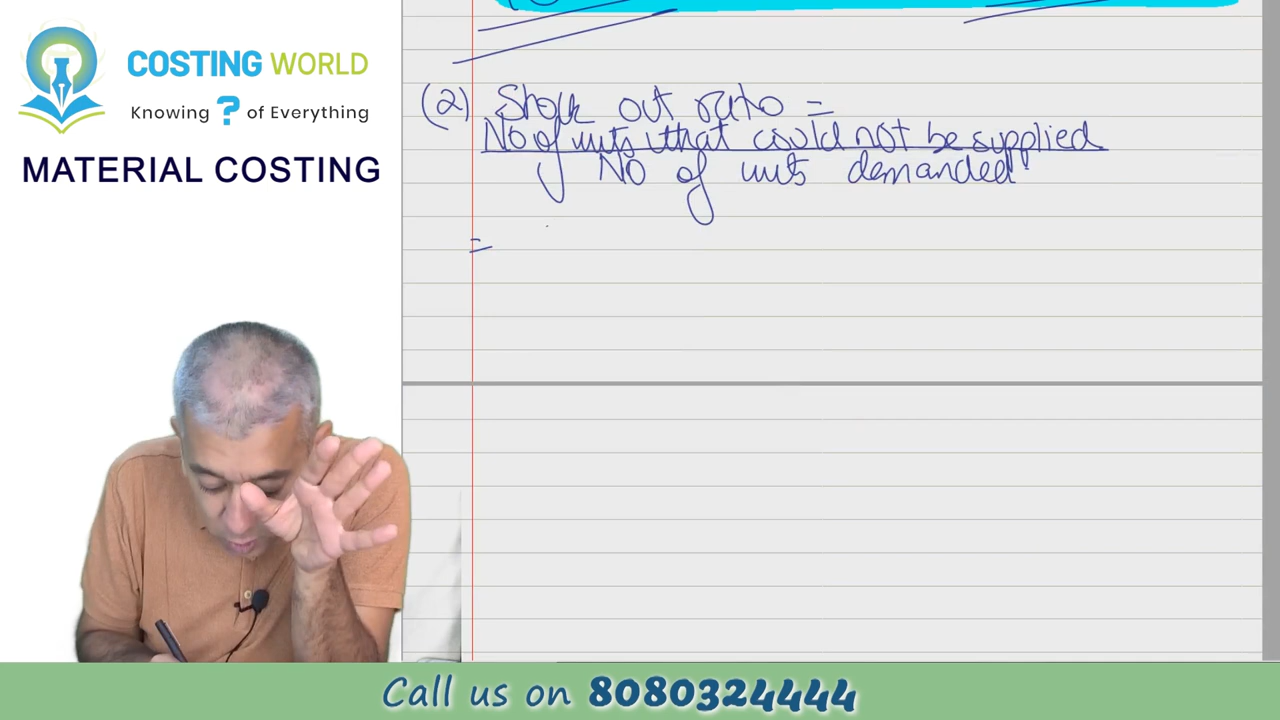 COSTING WORLD
Knowing ? of Everything
MATERIAL COSTING
(2) Stock out ratio =
No of units that could not be supplied
No of units demanded
=
Call us on 8080324444